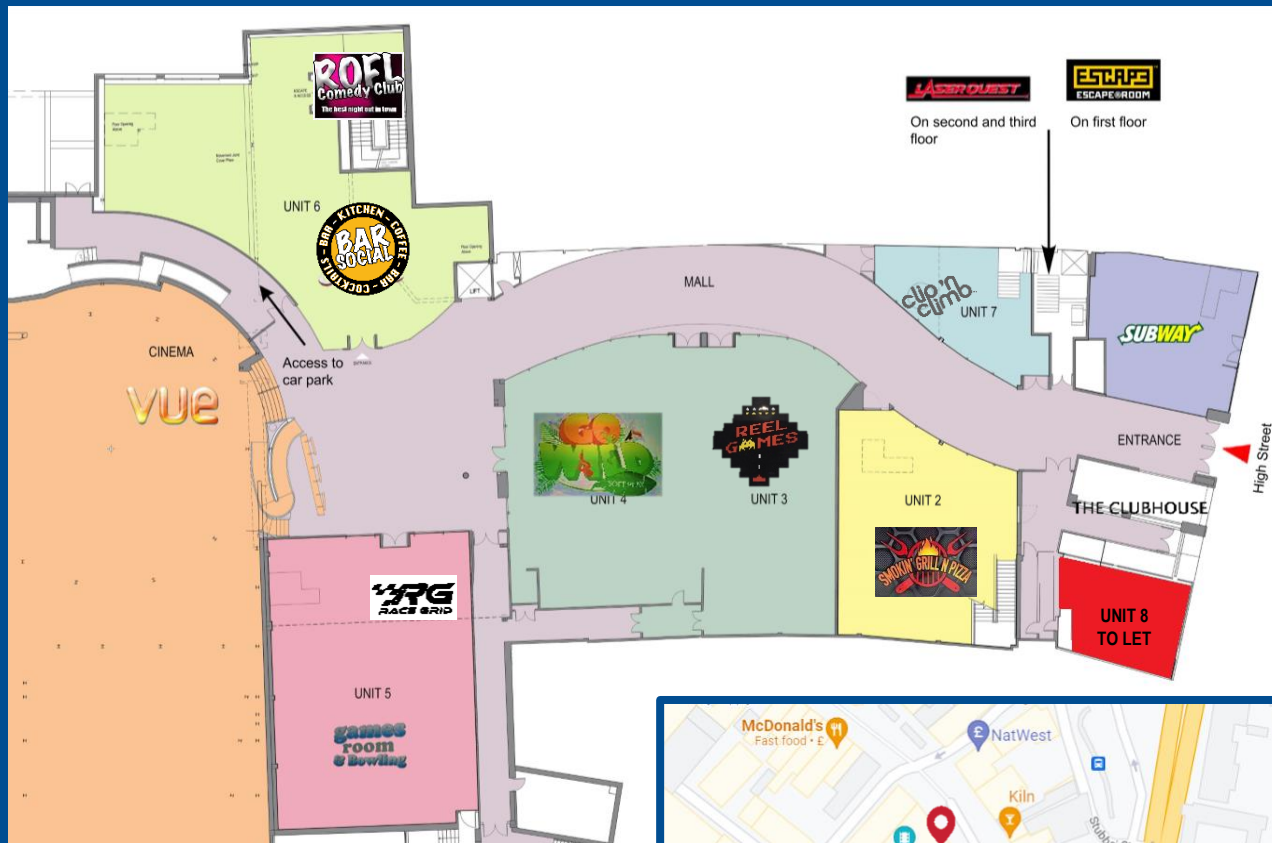 ROFL
Comedy Club
The best night out in town
LASERQUEST
On second and third
floor
ESCAPE
ESCAPE ROOM
On first floor
UNIT 6
BAR - KITCHEN - COFFEE - BAR - COCKTAILS
BAR
SOCIAL
LIFT
MALL
clip 'n
climb
UNIT 7
SUBWAY
CINEMA
vue
Access to
car park
ENTRANCE
GO
WILD
UNIT 4
REEL
GAMES
UNIT 3
UNIT 2
SMOKIN' GRILL N PIZZA
ENTRANCE
High Street
THE CLUBHOUSE
UNIT 8
TO LET
RG
RACE GRID
UNIT 5
games
room
& Bowling
McDonald's
Fast food · £
NatWest
Kiln